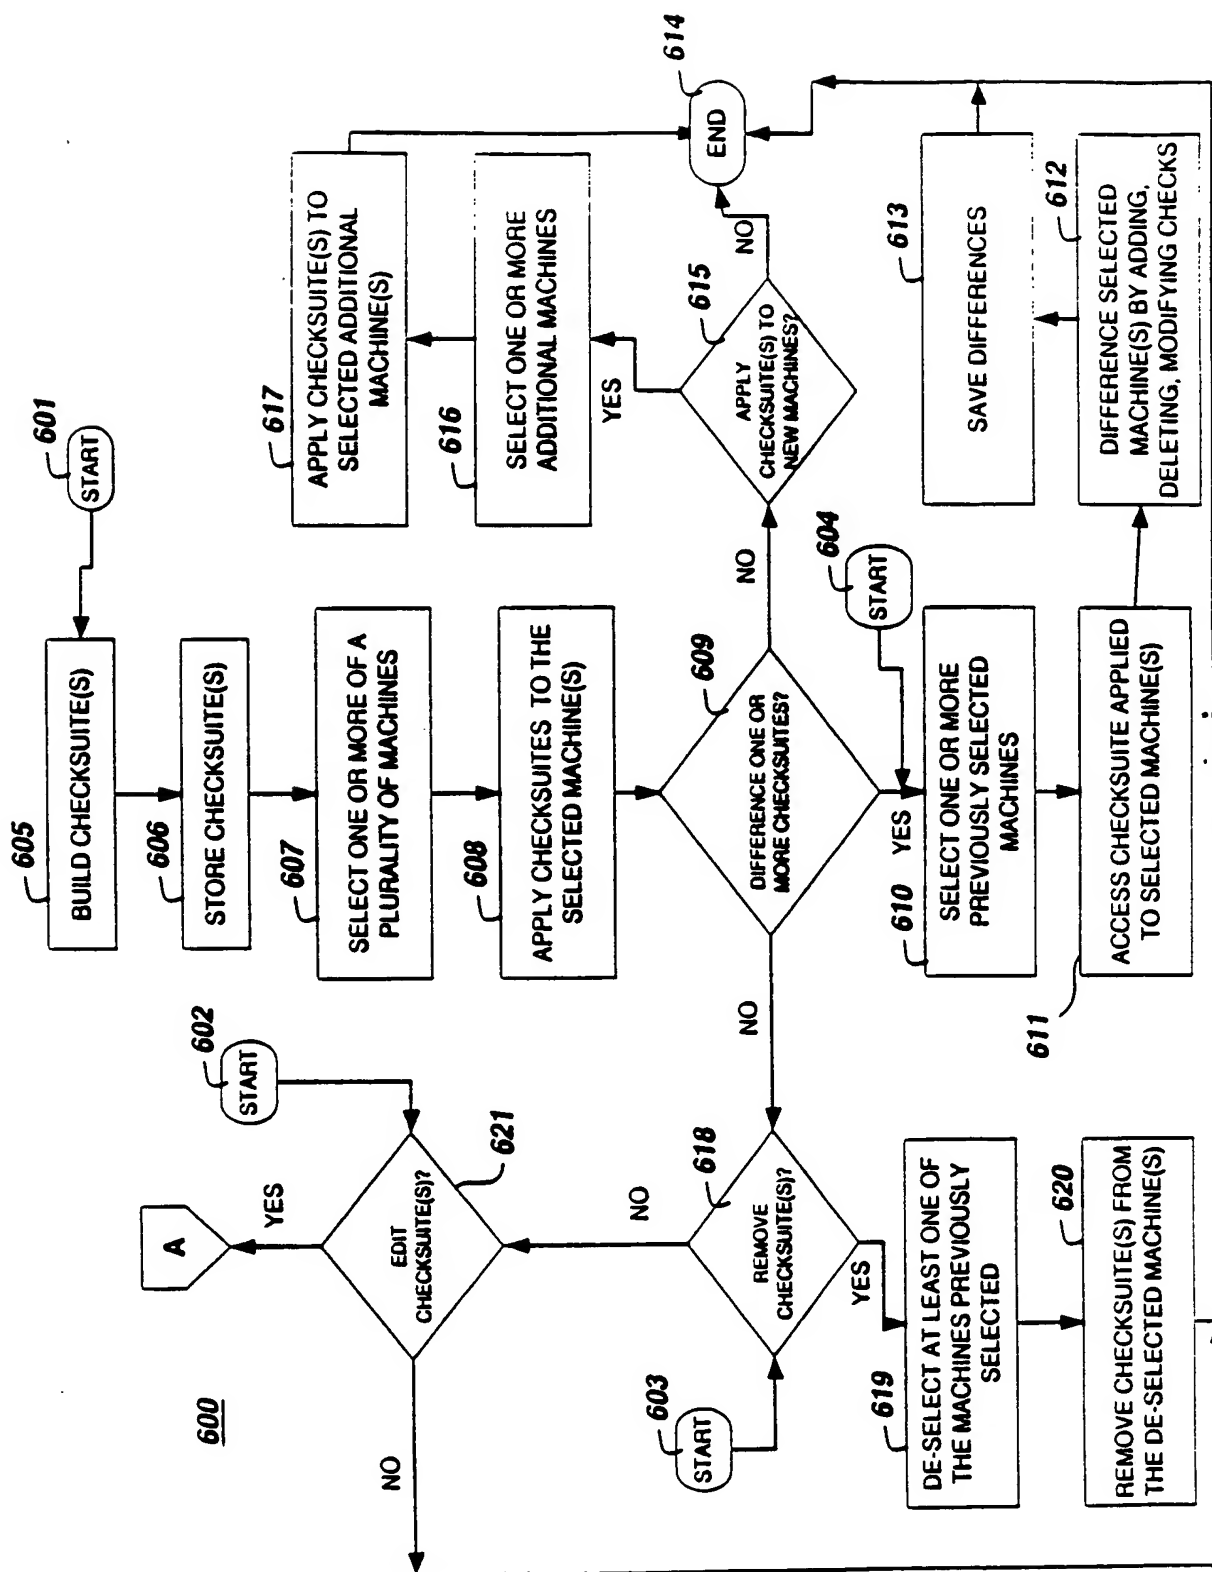 600
601
START
605
BUILD CHECKSUITE(S)
606
STORE CHECKSUITE(S)
607
SELECT ONE OR MORE OF A
PLURALITY OF MACHINES
608
APPLY CHECKSUITES TO THE
SELECTED MACHINE(S)
609
DIFFERENCE ONE OR
MORE CHECKSUITES?
NO
NO
YES
604
START
610
SELECT ONE OR MORE
PREVIOUSLY SELECTED
MACHINES
611
ACCESS CHECKSUITE APPLIED
TO SELECTED MACHINE(S)
612
DIFFERENCE SELECTED
MACHINE(S) BY ADDING,
DELETING, MODIFYING CHECKS
613
SAVE DIFFERENCES
614
END
615
APPLY
CHECKSUITE(S) TO
NEW MACHINES?
NO
YES
616
SELECT ONE OR MORE
ADDITIONAL MACHINES
617
APPLY CHECKSUITE(S) TO
SELECTED ADDITIONAL
MACHINE(S)
602
START
621
EDIT
CHECKSUITE(S)?
YES
A
NO
NO
618
REMOVE
CHECKSUITE(S)?
603
START
YES
619
DE-SELECT AT LEAST ONE OF
THE MACHINES PREVIOUSLY
SELECTED
620
REMOVE CHECKSUITE(S) FROM
THE DE-SELECTED MACHINE(S)